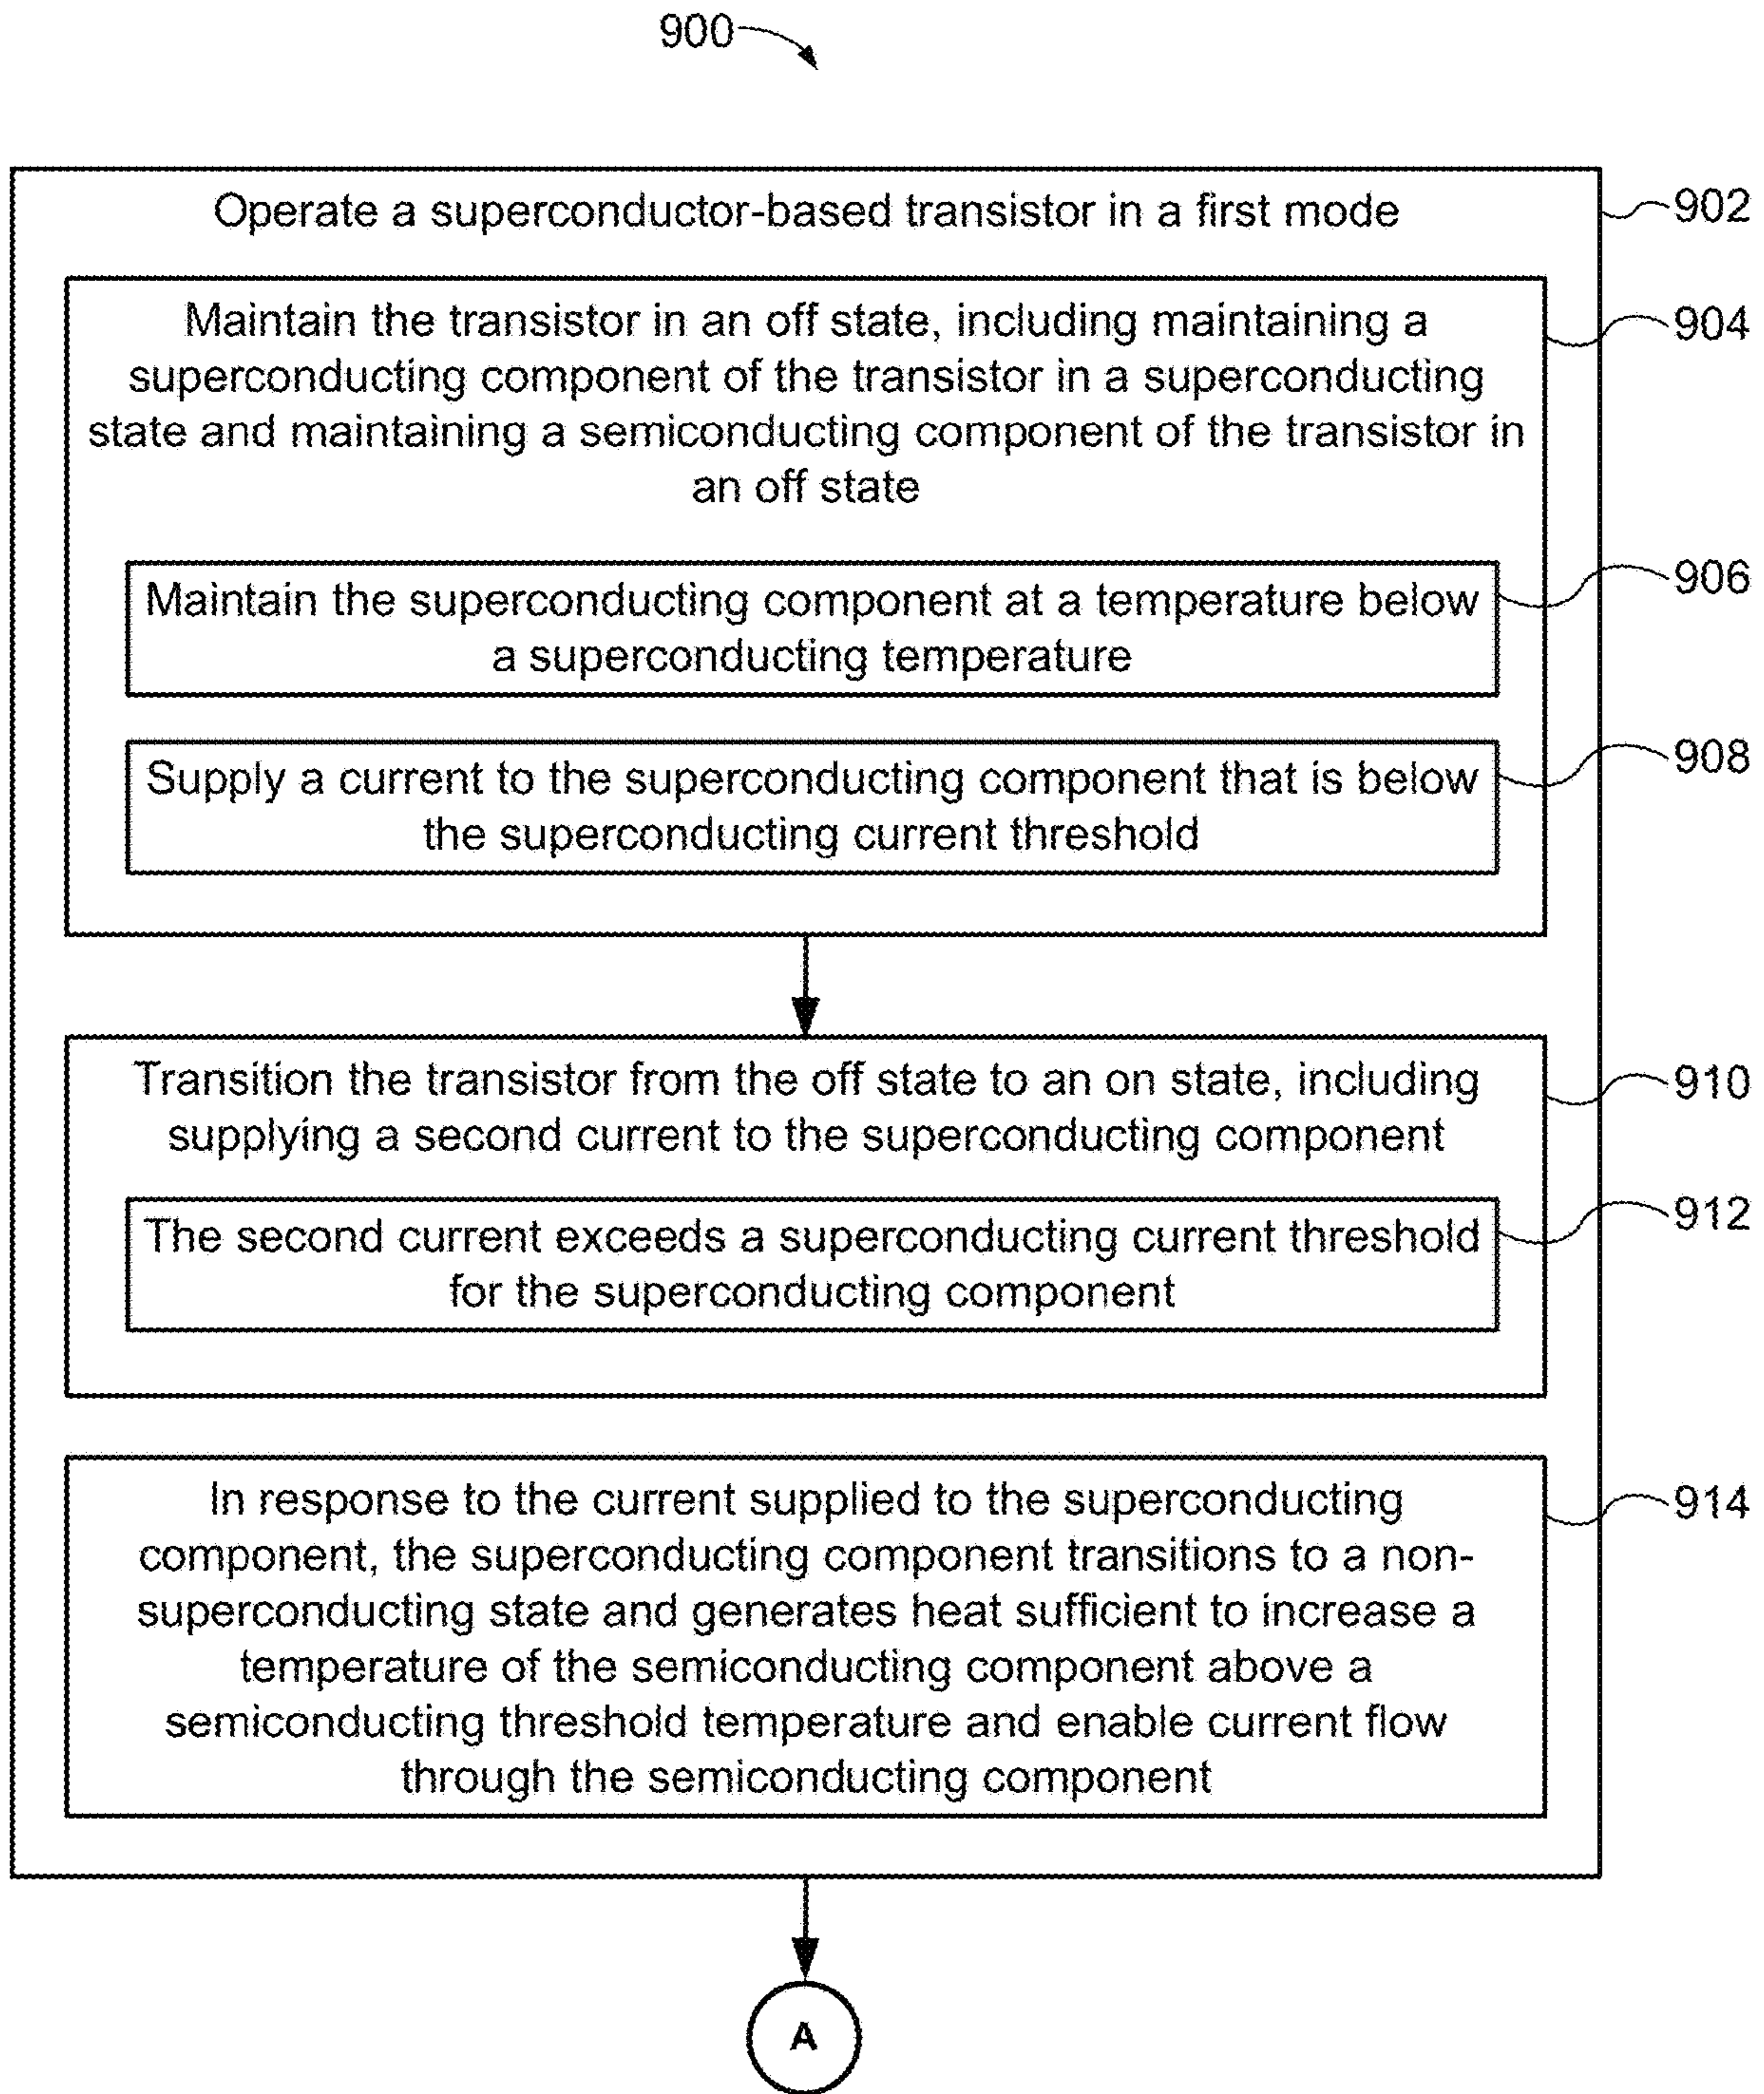 900
Operate a superconductor-based transistor in a first mode
902
Maintain the transistor in an off state, including maintaining a
superconducting component of the transistor in a superconducting
state and maintaining a semiconducting component of the transistor in
an off state
904
Maintain the superconducting component at a temperature below
a superconducting temperature
906
Supply a current to the superconducting component that is below
the superconducting current threshold
908
Transition the transistor from the off state to an on state, including
supplying a second current to the superconducting component
910
The second current exceeds a superconducting current threshold
for the superconducting component
912
In response to the current supplied to the superconducting
component, the superconducting component transitions to a non-
superconducting state and generates heat sufficient to increase a
temperature of the semiconducting component above a
semiconducting threshold temperature and enable current flow
through the semiconducting component
914
A